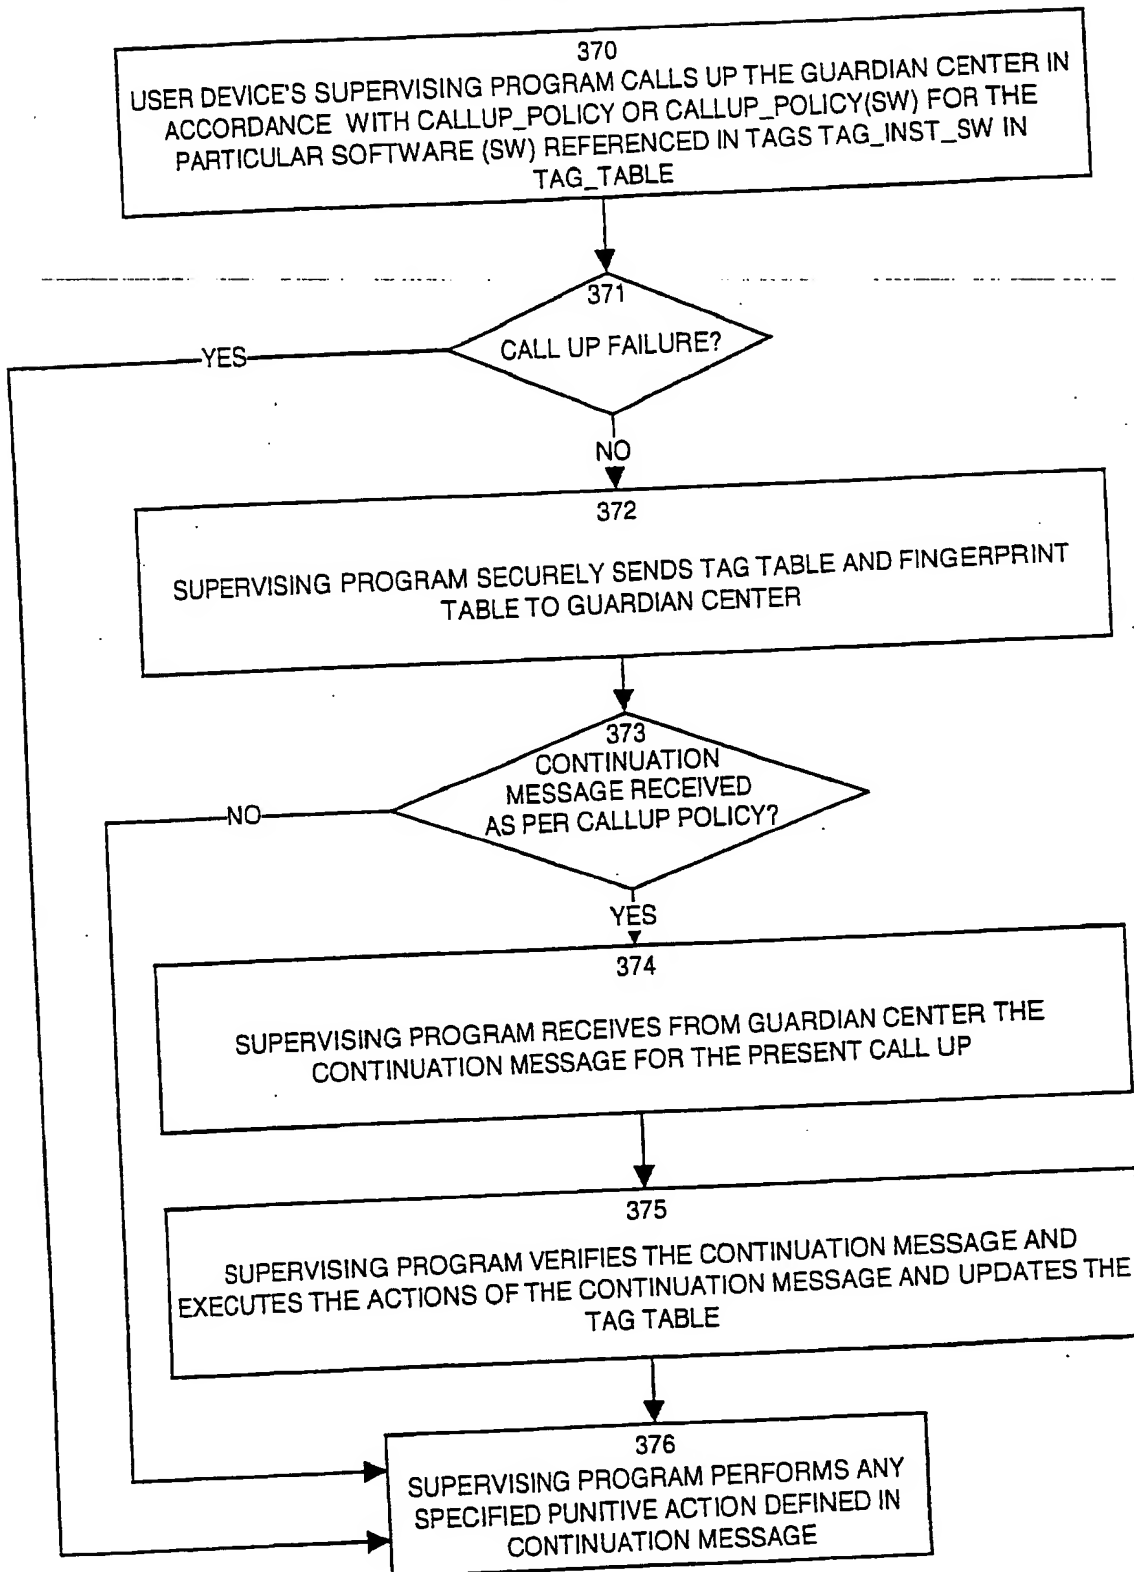 370
USER DEVICE'S SUPERVISING PROGRAM CALLS UP THE GUARDIAN CENTER IN
ACCORDANCE WITH CALLUP_POLICY OR CALLUP_POLICY(SW) FOR THE
PARTICULAR SOFTWARE (SW) REFERENCED IN TAGS TAG_INST_SW IN
TAG_TABLE
371
CALL UP FAILURE?
YES
NO
372
SUPERVISING PROGRAM SECURELY SENDS TAG TABLE AND FINGERPRINT
TABLE TO GUARDIAN CENTER
373
CONTINUATION
MESSAGE RECEIVED
AS PER CALLUP POLICY?
NO
YES
374
SUPERVISING PROGRAM RECEIVES FROM GUARDIAN CENTER THE
CONTINUATION MESSAGE FOR THE PRESENT CALL UP
375
SUPERVISING PROGRAM VERIFIES THE CONTINUATION MESSAGE AND
EXECUTES THE ACTIONS OF THE CONTINUATION MESSAGE AND UPDATES THE
TAG TABLE
376
SUPERVISING PROGRAM PERFORMS ANY
SPECIFIED PUNITIVE ACTION DEFINED IN
CONTINUATION MESSAGE